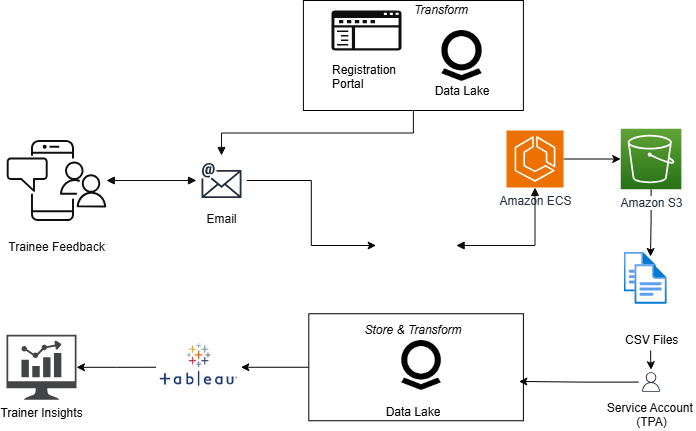 Transform
Registration
Portal
Data Lake
@
Email
Trainee Feedback
Amazon ECS
Amazon S3
CSV Files
Service Account
(TPA)
Store & Transform
Data Lake
+ableau
Trainer Insights